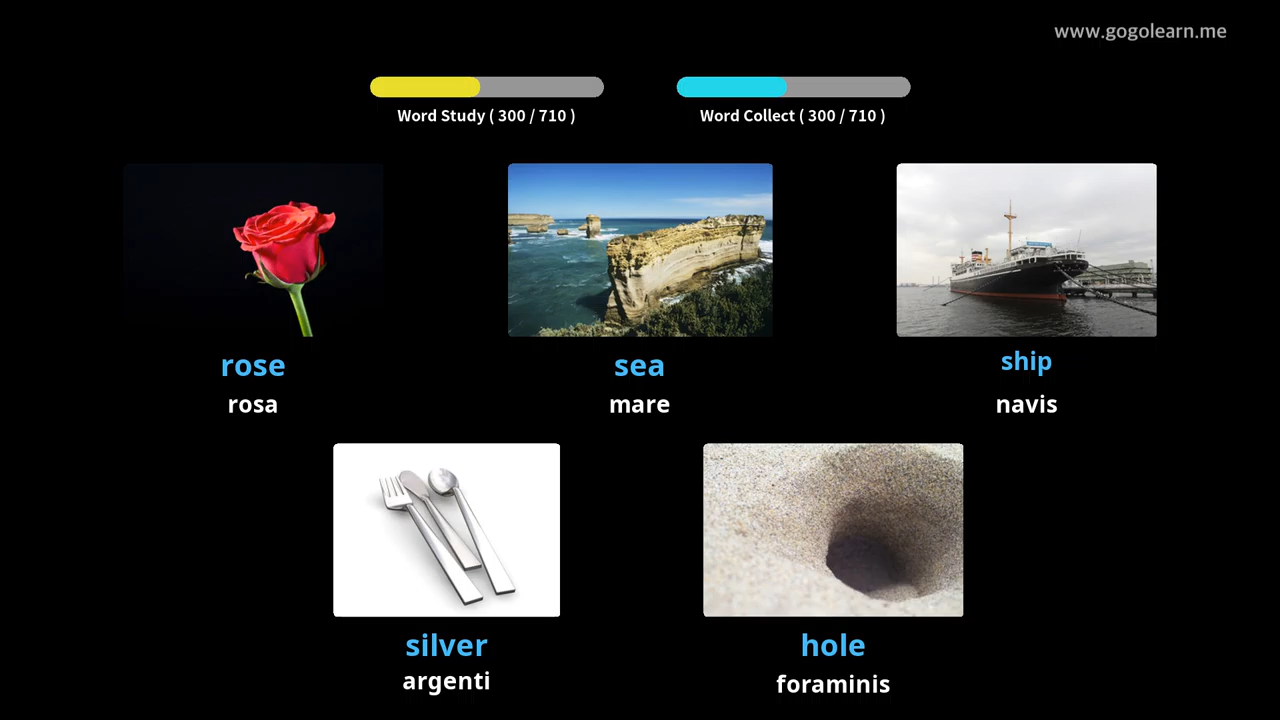 www.gogolearn.me
Word Study ( 300 / 710 )
Word Collect ( 300 / 710 )
rose
rosa
sea
mare
ship
navis
silver
argenti
hole
foraminis